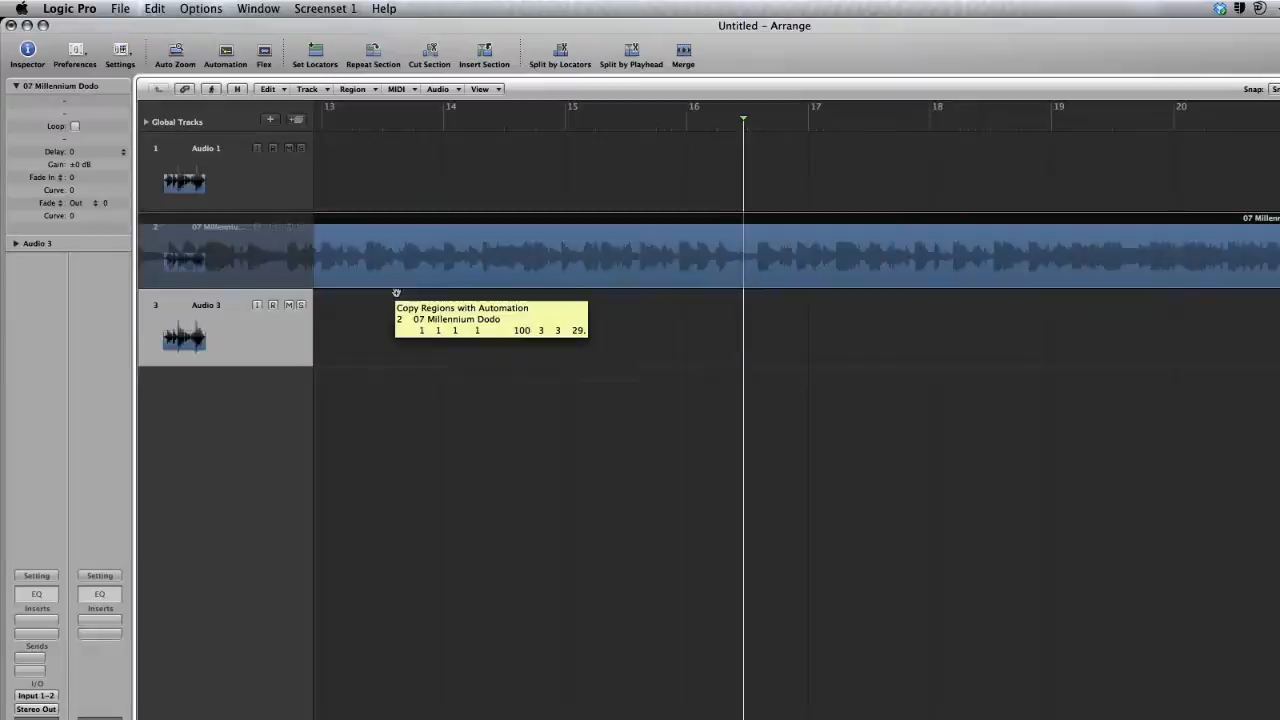 Logic Pro File Edit Options Window Screenset 1 Help
Untitled – Arrange
Inspector Preferences Settings Auto Zoom Automation Flex Set Locators Repeat Section Cut Section Insert Section Split by Locators Split by Playhead Merge
07 Millennium Dodo
Edit Track Region MIDI Audio View Snap:
13 14 15 16 17 18 19 20
Global Tracks
Loop:
Delay: 0
Gain: ±0 dB
Fade In : 0
Curve: 0
Fade : Out 0
Curve: 0
Audio 3
1 Audio 1 I R M S
2 07 Millenniu...
07 Millenn
3 Audio 3 I R M S
Copy Regions with Automation
2 07 Millennium Dodo
1 1 1 1 100 3 3 29.
Setting Setting
EQ EQ
Inserts Inserts
Sends
I/O
Input 1-2
Stereo Out